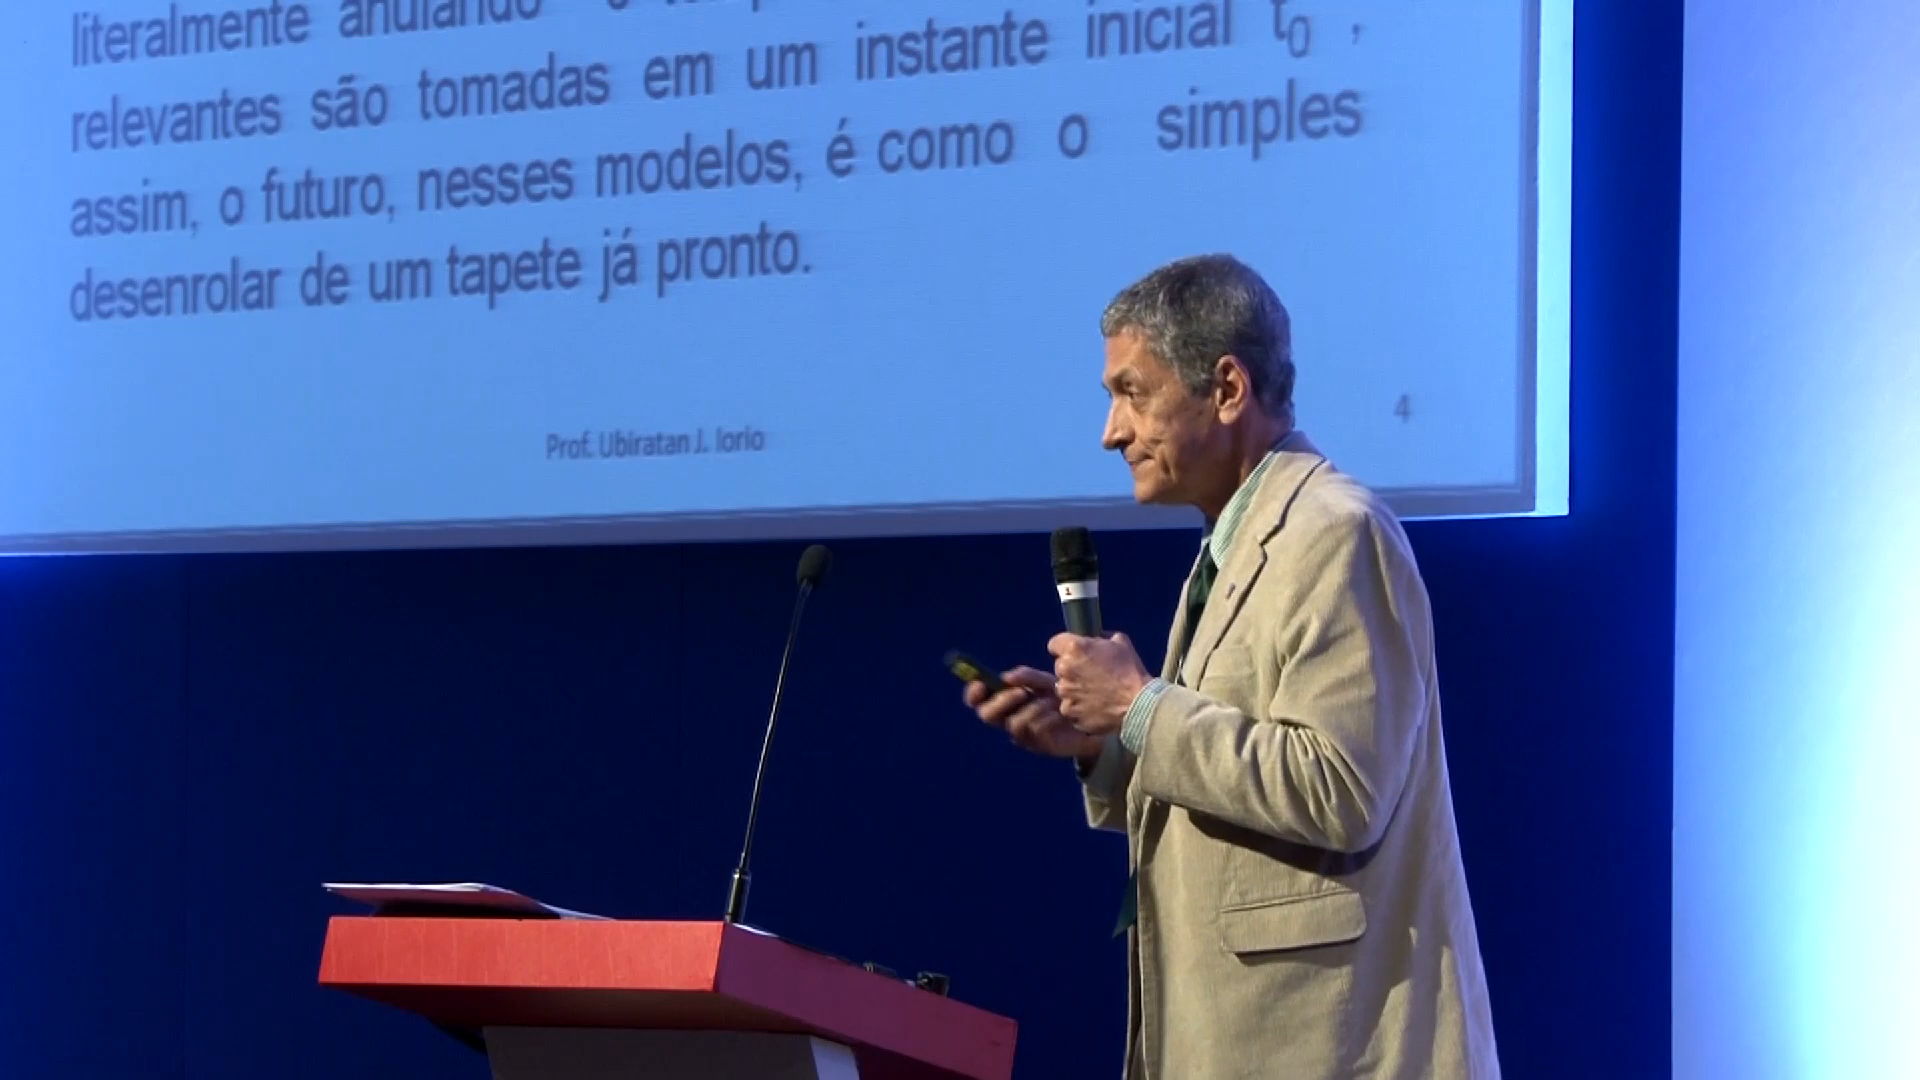 literalmente anulando o
relevantes são tomadas em um instante inicial t₀ ,
assim, o futuro, nesses modelos, é como o simples
desenrolar de um tapete já pronto.
Prof. Ubiratan J. Iorio
4
1